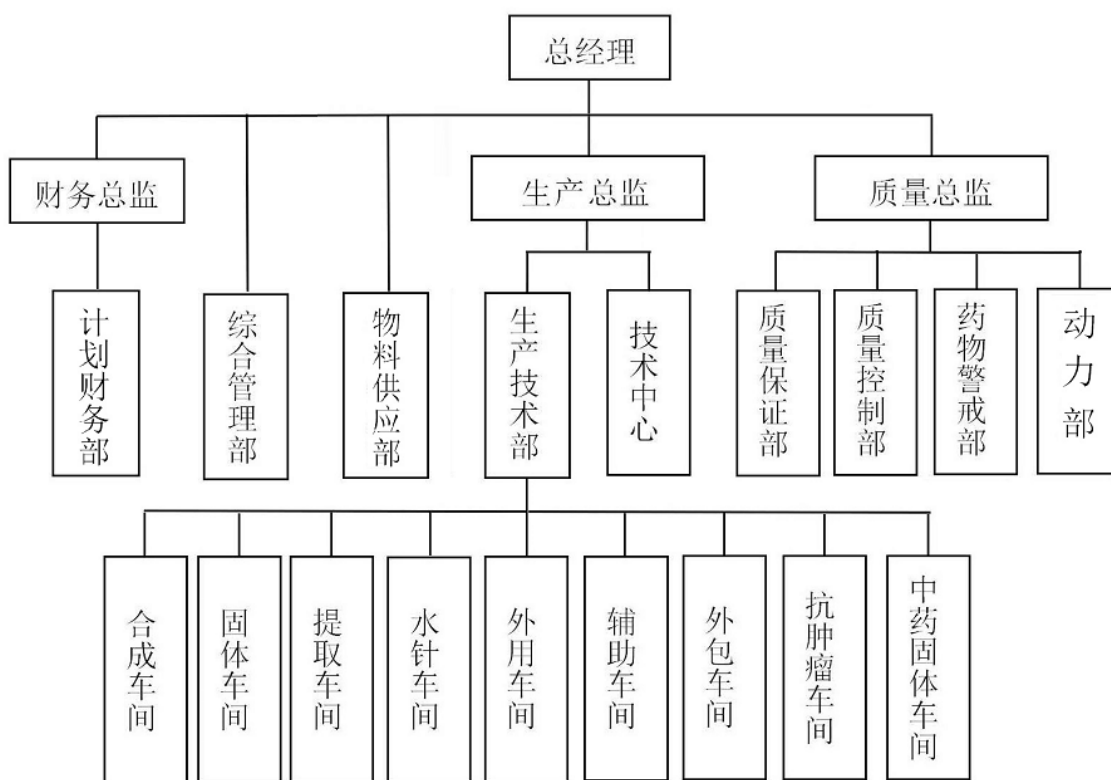 总经理
财务总监
生产总监
质量总监
计划财务部
综合管理部
物料供应部
生产技术部
技术中心
质量保证部
质量控制部
药物警戒部
动力部
合成车间
固体车间
提取车间
水针车间
外用车间
辅助车间
外包车间
抗肿瘤车间
中药固体车间